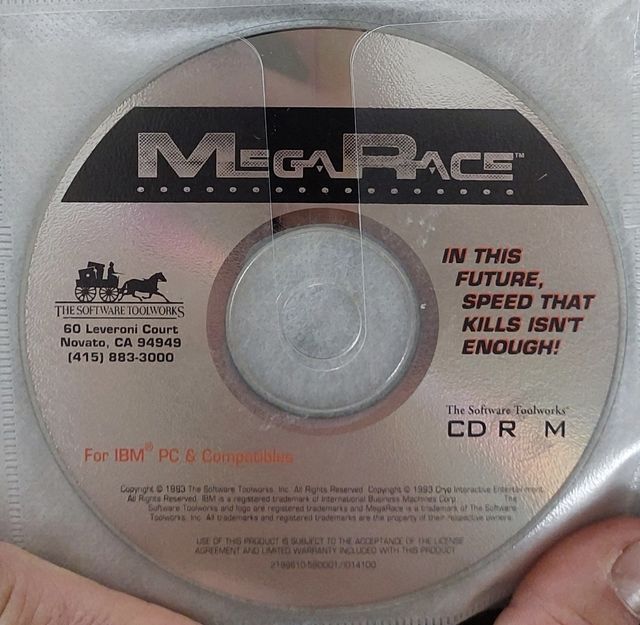 MEGARACE™
IN THIS
FUTURE,
SPEED THAT
KILLS ISN'T
ENOUGH!
THE SOFTWARE TOOLWORKS
60 Leveroni Court
Novato, CA 94949
(415) 883-3000
The Software Toolworks
CD R M
For IBM® PC & Compatibles
Copyright © 1993 The Software Toolworks, Inc. All Rights Reserved. Copyright © 1993 Cryo Interactive Entertainment.
All Rights Reserved. IBM is a registered trademark of International Business Machines Corp. The
Software Toolworks and logo are registered trademarks and MegaRace is a trademark of The Software
Toolworks, Inc. All trademarks and registered trademarks are the property of their respective owners.
USE OF THIS PRODUCT IS SUBJECT TO THE ACCEPTANCE OF THE LICENSE
AGREEMENT AND LIMITED WARRANTY INCLUDED WITH THIS PRODUCT